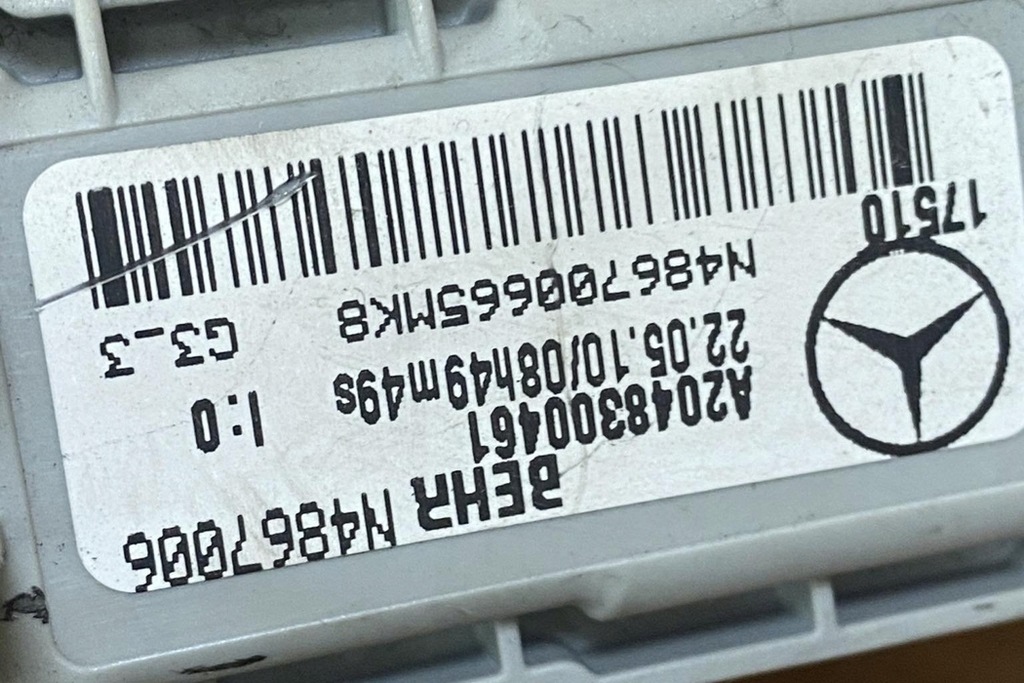 BEHR N4867006
A2048300461
22.05.10/08h49m49s I:0
N486700665MK8 G3_3
17510